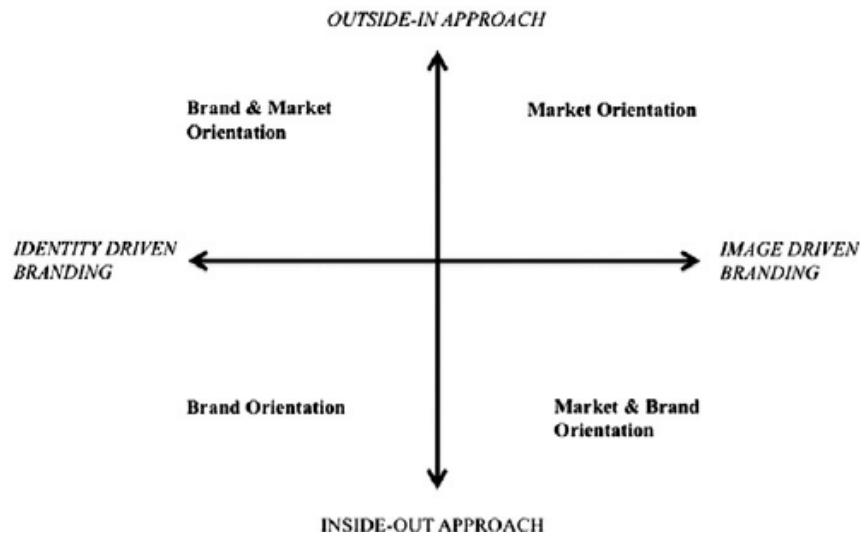 OUTSIDE-IN APPROACH
Brand & Market
Orientation
Market Orientation
IDENTITY DRIVEN
BRANDING
IMAGE DRIVEN
BRANDING
Brand Orientation
Market & Brand
Orientation
INSIDE-OUT APPROACH